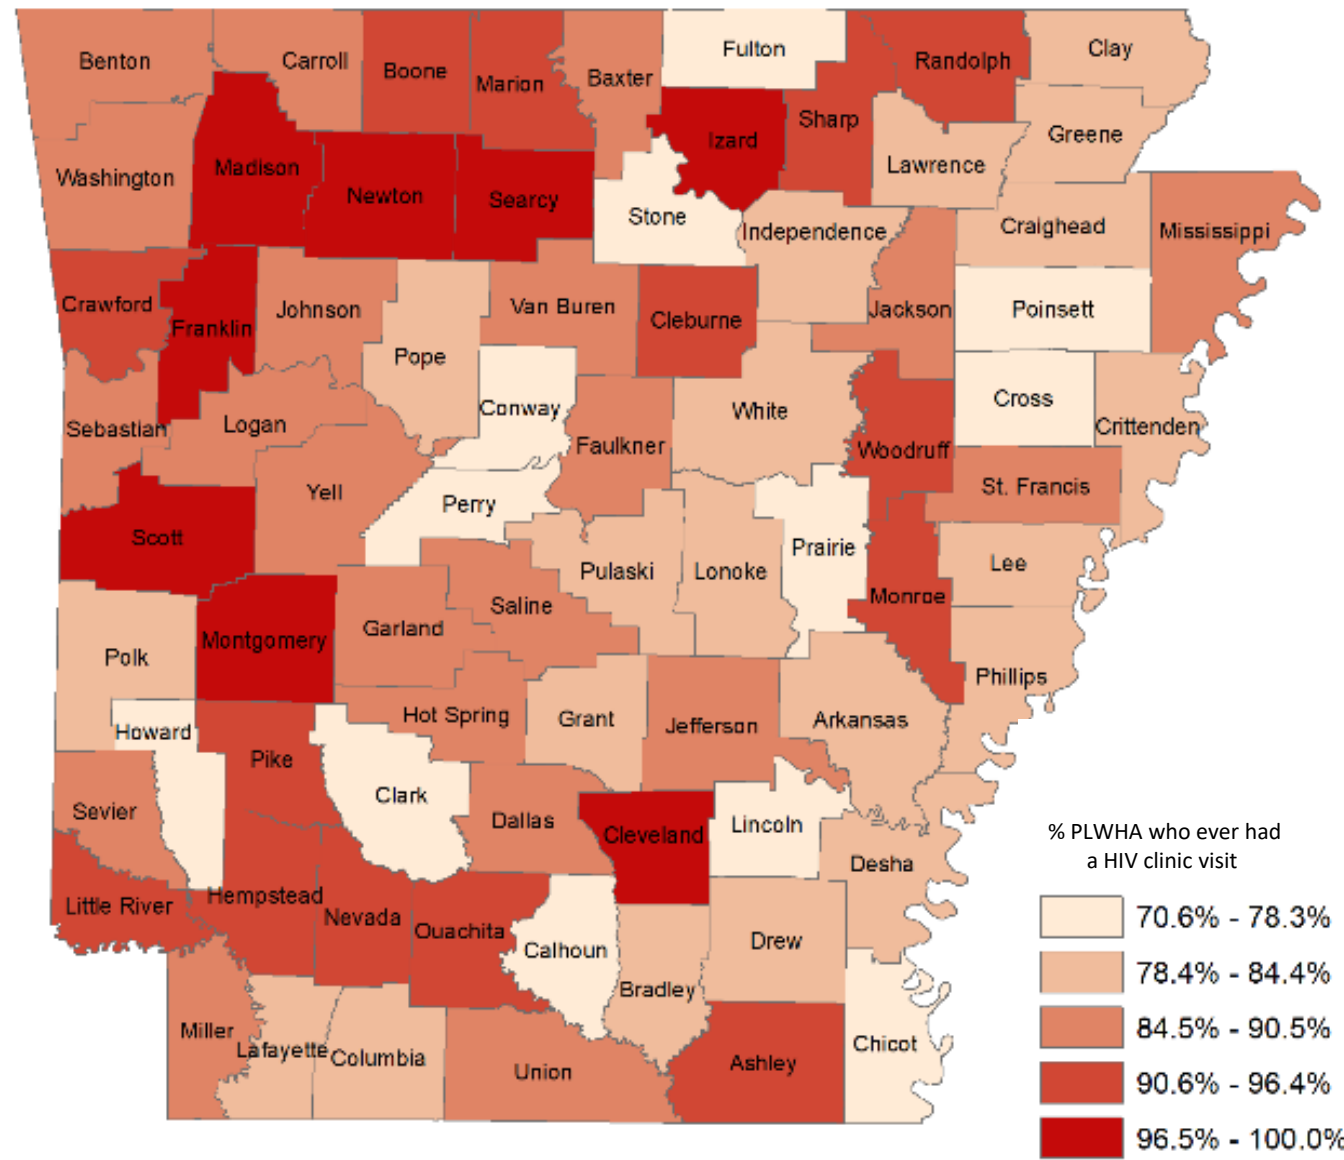 Benton
Carroll
Boone
Marion
Baxter
Fulton
Randolph
Clay
Sharp
Izard
Greene
Lawrence
Washington
Madison
Newton
Searcy
Stone
Independence
Craighead
Mississippi
Crawford
Franklin
Johnson
Pope
Van Buren
Cleburne
Jackson
Poinsett
Sebastian
Logan
Conway
Faulkner
White
Woodruff
Cross
Crittenden
Yell
Perry
St. Francis
Scott
Pulaski
Lonoke
Prairie
Monroe
Lee
Polk
Montgomery
Garland
Saline
Phillips
Howard
Pike
Hot Spring
Grant
Jefferson
Arkansas
Sevier
Clark
Dallas
Cleveland
Lincoln
Desha
Little River
Hempstead
Nevada
Ouachita
Calhoun
Bradley
Drew
Miller
Lafayette
Columbia
Union
Ashley
Chicot
% PLWHA who ever had
a HIV clinic visit
70.6% - 78.3%
78.4% - 84.4%
84.5% - 90.5%
90.6% - 96.4%
96.5% - 100.0%